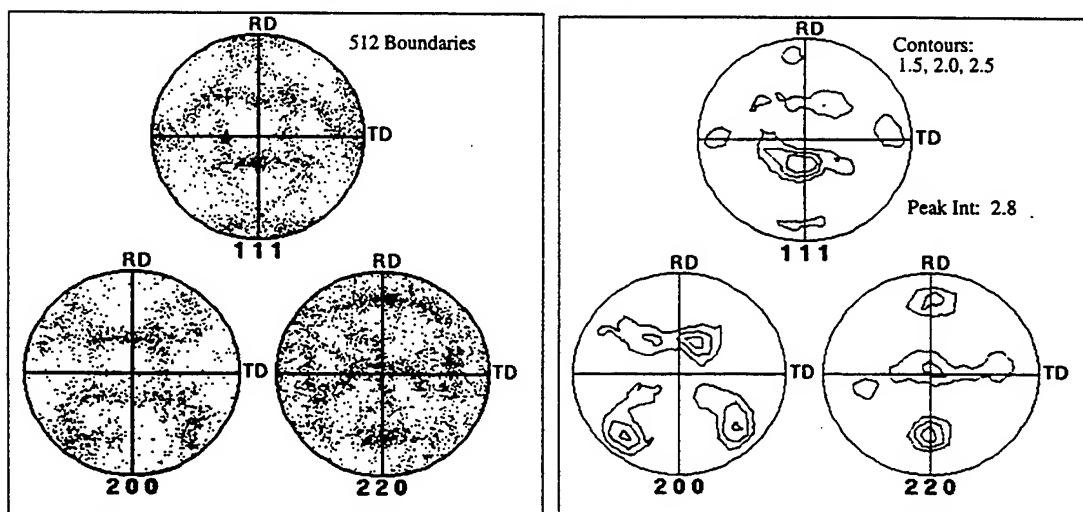 RD
512 Boundaries
TD
111
RD
TD
200
RD
TD
220
RD
Contours:
1.5, 2.0, 2.5
TD
Peak Int: 2.8
111
RD
TD
200
RD
TD
220